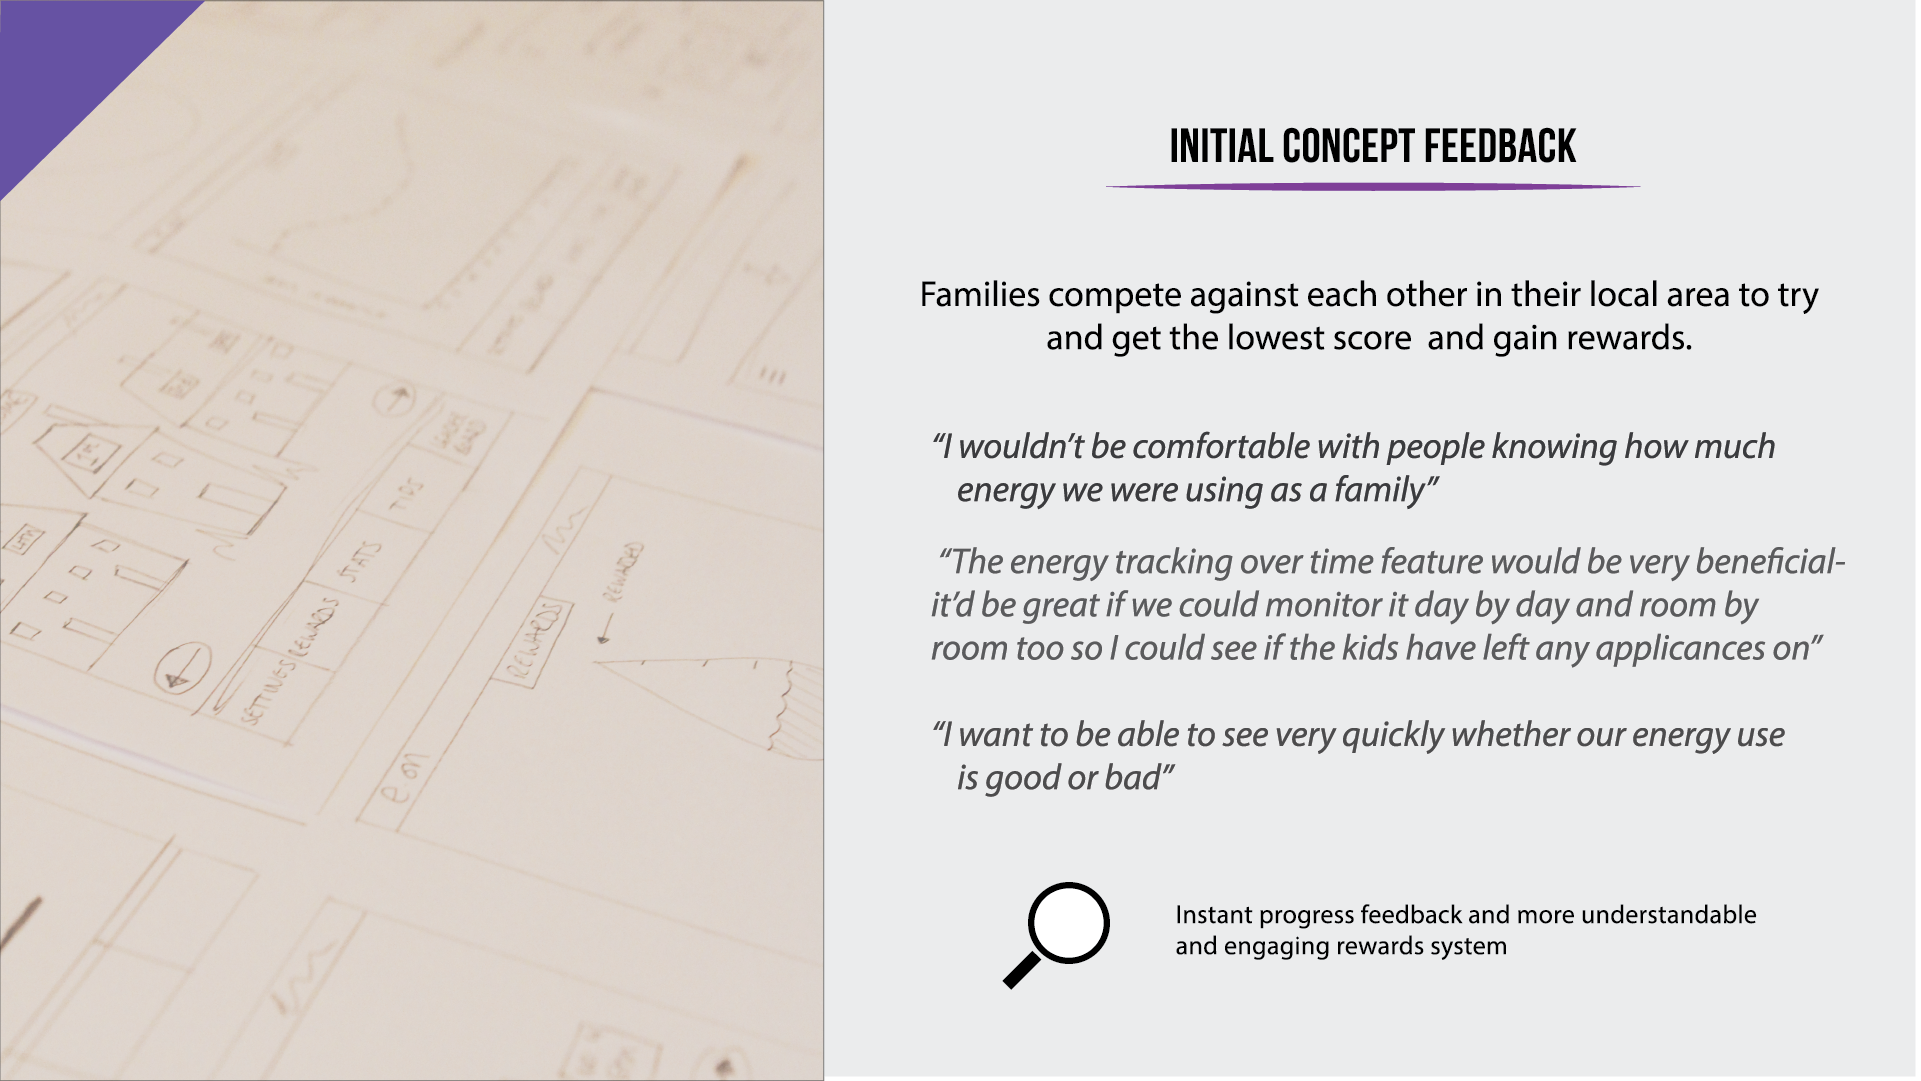 INITIAL CONCEPT FEEDBACK
Families compete against each other in their local area to try
and get the lowest score  and gain rewards.
“I wouldn’t be comfortable with people knowing how much
energy we were using as a family”
“The energy tracking over time feature would be very beneficial-
it’d be great if we could monitor it day by day and room by
room too so I could see if the kids have left any applicances on”
“I want to be able to see very quickly whether our energy use
is good or bad”
Instant progress feedback and more understandable
and engaging rewards system
TIPS
STATS
REWARDS
SETTINGS
REWARDS
e.on